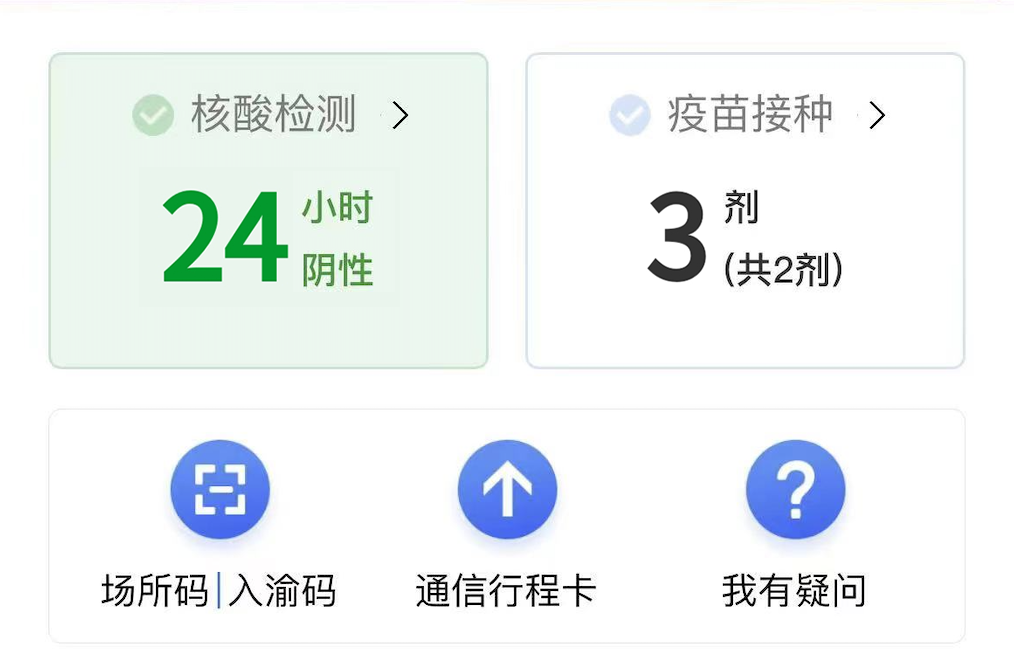 核酸检测
疫苗接种
24
小时
阴性
3
剂
(共2剂)
场所码|入渝码
通信行程卡
我有疑问